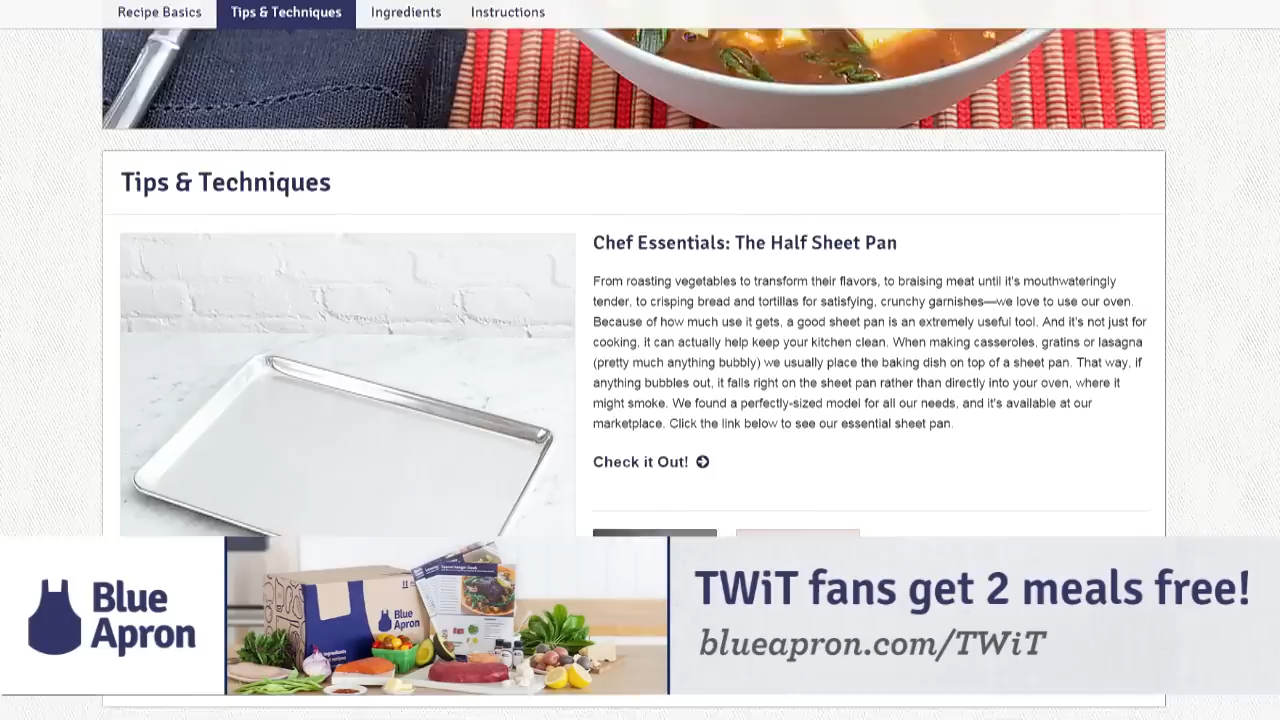 Recipe Basics
Tips & Techniques
Ingredients
Instructions
Tips & Techniques
Chef Essentials: The Half Sheet Pan
From roasting vegetables to transform their flavors, to braising meat until it's mouthwateringly
tender, to crisping bread and tortillas for satisfying, crunchy garnishes—we love to use our oven.
Because of how much use it gets, a good sheet pan is an extremely useful tool. And it's not just for
cooking, it can actually help keep your kitchen clean. When making casseroles, gratins or lasagna
(pretty much anything bubbly) we usually place the baking dish on top of a sheet pan. That way, if
anything bubbles out, it falls right on the sheet pan rather than directly into your oven, where it
might smoke. We found a perfectly-sized model for all our needs, and it's available at our
marketplace. Click the link below to see our essential sheet pan.
Check it Out!
Blue
Apron
Blue
Apron
TWiT fans get 2 meals free!
blueapron.com/TWiT